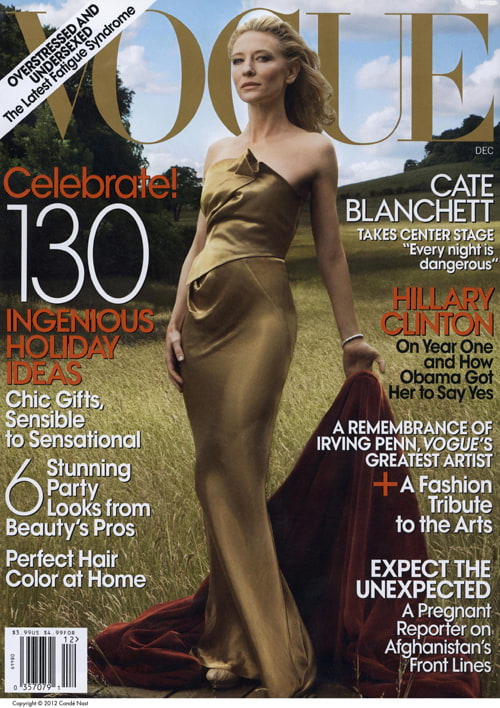 OVERSTRESSED AND
UNDERSEXED
The Latest Fatigue Syndrome
VOGUE
DEC
Celebrate!
130
INGENIOUS
HOLIDAY
IDEAS
Chic Gifts,
Sensible
to Sensational
6 Stunning
Party
Looks from
Beauty's Pros
Perfect Hair
Color at Home
CATE
BLANCHETT
TAKES CENTER STAGE
"Every night is
dangerous"
HILLARY
CLINTON
On Year One
and How
Obama Got
Her to Say Yes
A REMEMBRANCE OF
IRVING PENN, VOGUE'S
GREATEST ARTIST
+A Fashion
Tribute
to the Arts
EXPECT THE
UNEXPECTED
A Pregnant
Reporter on
Afghanistan's
Front Lines
$3.99US $4.99FOR
12>
0 357079 1
Copyright © 2012 Condé Nast